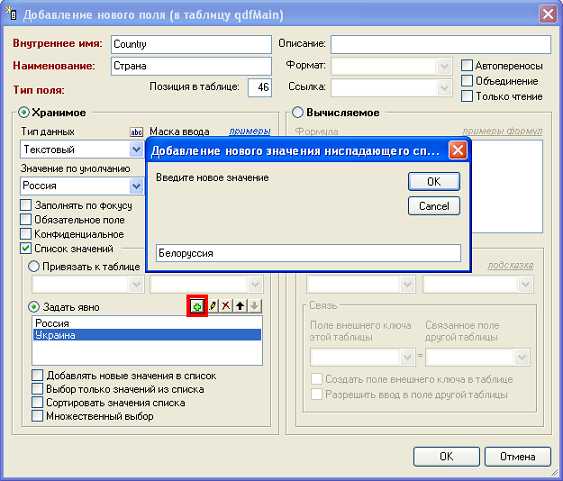 Добавление нового поля (в таблицу qdfMain)
Внутреннее имя: Country Описание:
Наименование: Страна Формат: Автопереносы
Объединение
Тип поля: Позиция в таблице: 46 Ссылка: Только чтение
Хранимое Вычисляемое
Тип данных abc Маска ввода примеры Формула примеры формул
Текстовый
Добавление нового значения ниспадающего сп...
Введите новое значение
OK
Cancel
Белоруссия
Значение по умолчанию
Россия
Заполнять по фокусу
Обязательное поле
Конфиденциальное
Список значений
Привязать к таблице подсказка
Задать явно
Россия
Украина
Связь
Поле внешнего ключа Связанное поле
этой таблицы другой таблицы
=
Создать поле внешнего ключа в таблице
Разрешить ввод в поле другой таблицы
Добавлять новые значения в список
Выбор только значений из списка
Сортировать значения списка
Множественный выбор
OK Отмена